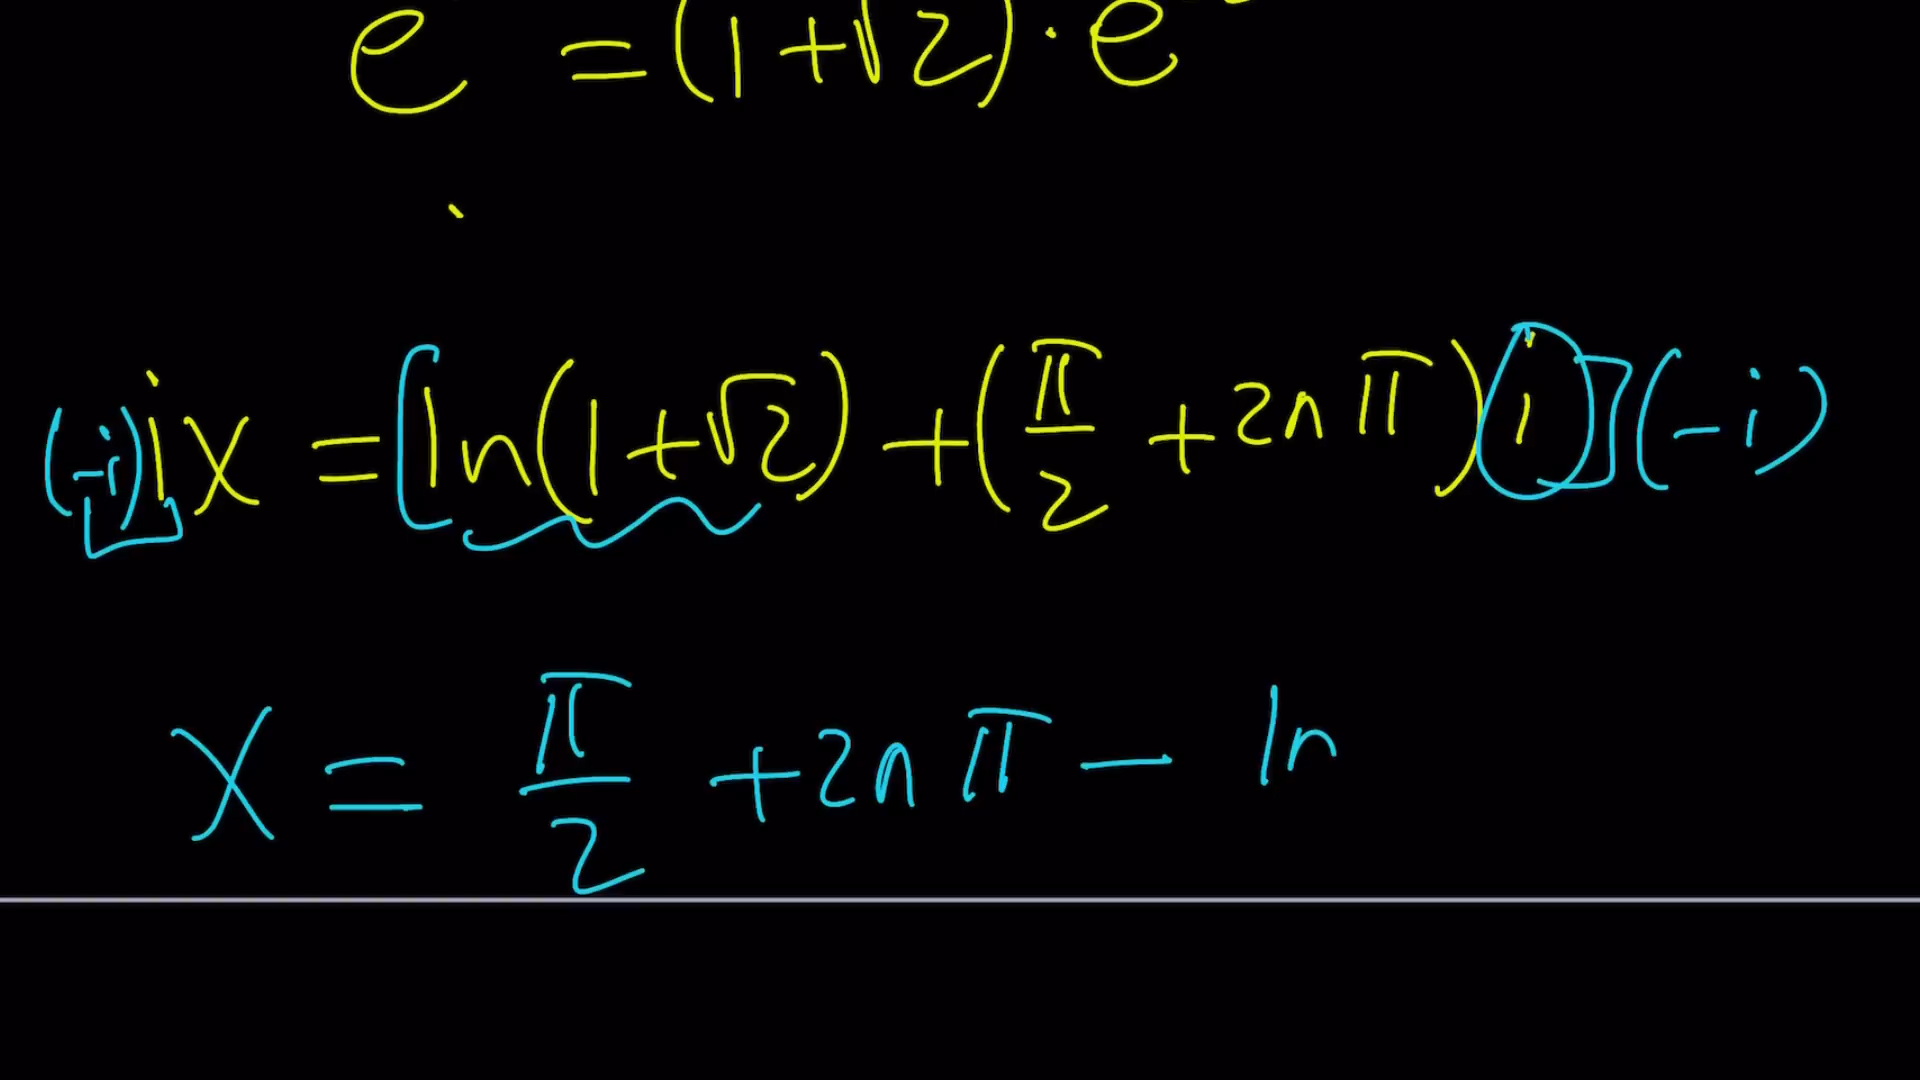 e = (1+√2)·e
(-i)ix = [ln(1+√2) + (π/2 + 2nπ)i](-i)
x = π/2 + 2nπ - ln